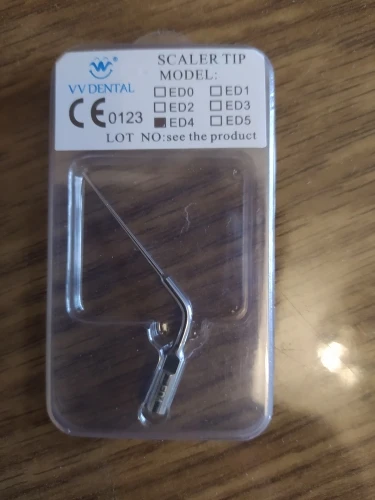 VV DENTAL
CE 0123
SCALER TIP
MODEL:
ED0 ED1
ED2 ED3
ED4 ED5
LOT NO:see the product